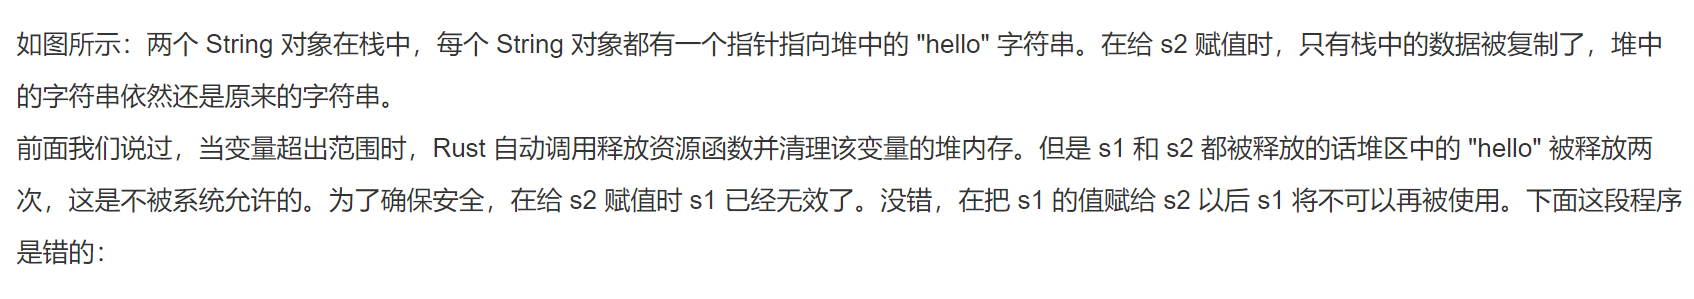 如图所示：两个 String 对象在栈中，每个 String 对象都有一个指针指向堆中的 "hello" 字符串。在给 s2 赋值时，只有栈中的数据被复制了，堆中
的字符串依然还是原来的字符串。
前面我们说过，当变量超出范围时，Rust 自动调用释放资源函数并清理该变量的堆内存。但是 s1 和 s2 都被释放的话堆区中的 "hello" 被释放两
次，这是不被系统允许的。为了确保安全，在给 s2 赋值时 s1 已经无效了。没错，在把 s1 的值赋给 s2 以后 s1 将不可以再被使用。下面这段程序
是错的：